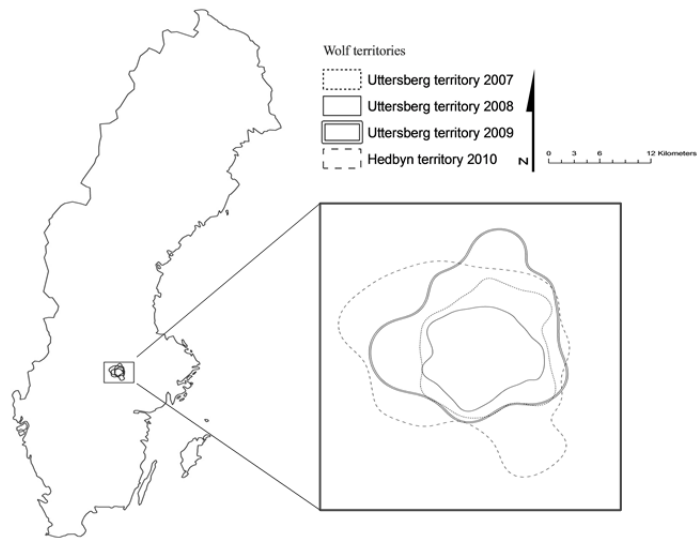 Wolf territories
Uttersberg territory 2007
Uttersberg territory 2008
Uttersberg territory 2009
Hedbyn territory 2010
N
0 3 6 12 Kilometers